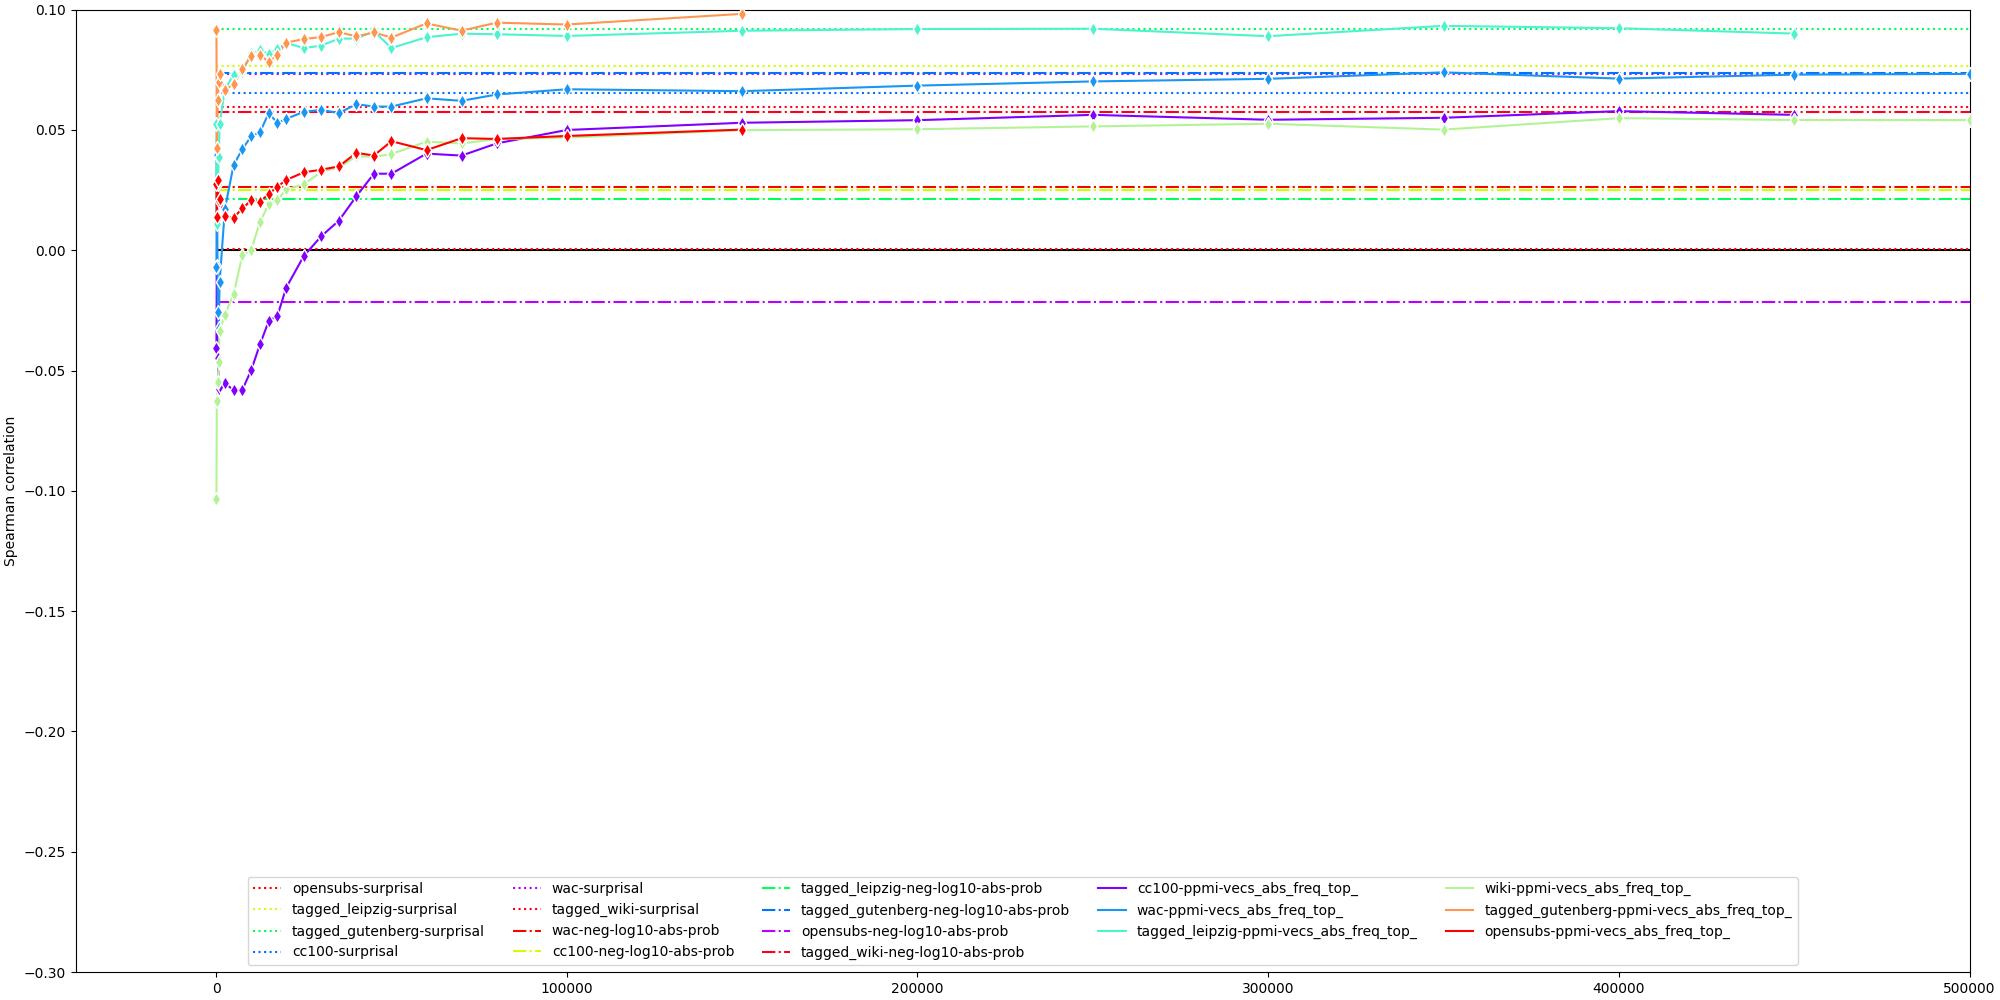 0.10
0.05
0.00
−0.05
−0.10
−0.15
−0.20
−0.25
−0.30
Spearman correlation
opensubs-surprisal
tagged_leipzig-surprisal
tagged_gutenberg-surprisal
cc100-surprisal
wac-surprisal
tagged_wiki-surprisal
wac-neg-log10-abs-prob
cc100-neg-log10-abs-prob
tagged_leipzig-neg-log10-abs-prob
tagged_gutenberg-neg-log10-abs-prob
opensubs-neg-log10-abs-prob
tagged_wiki-neg-log10-abs-prob
cc100-ppmi-vecs_abs_freq_top_
wac-ppmi-vecs_abs_freq_top_
tagged_leipzig-ppmi-vecs_abs_freq_top_
wiki-ppmi-vecs_abs_freq_top_
tagged_gutenberg-ppmi-vecs_abs_freq_top_
opensubs-ppmi-vecs_abs_freq_top_
0 100000 200000 300000 400000 500000